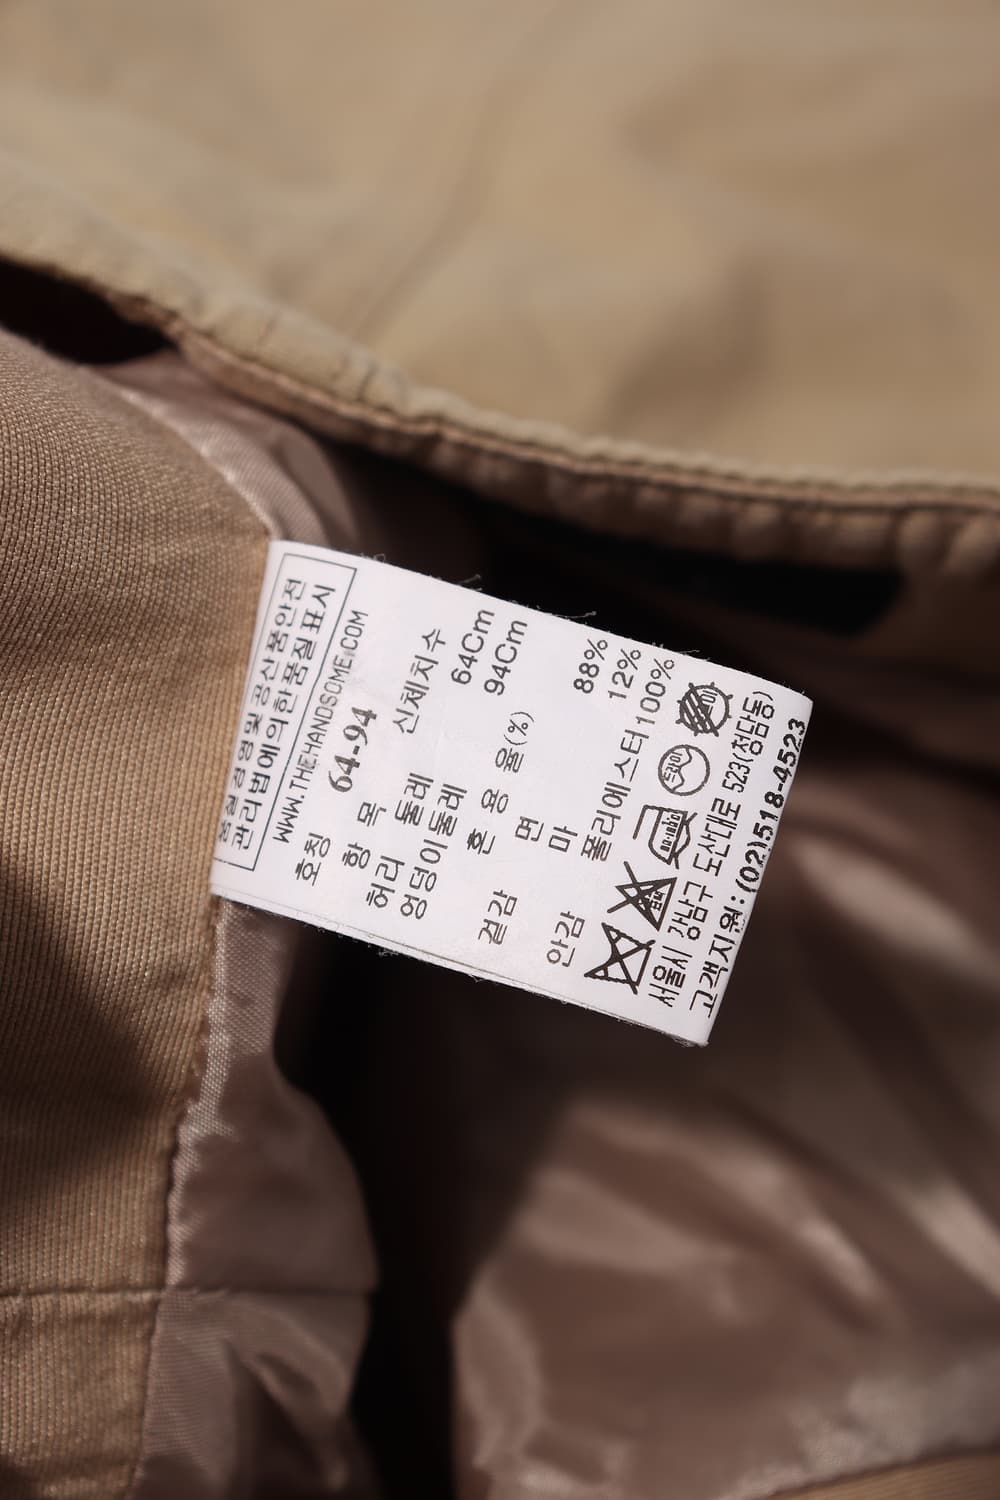 품질경영 및 공산품안전
관리법에의한품질표시
WWW.THEHANDSOME.COM
호칭 64-94
항 목 신체치수
허리 둘레 64Cm
엉덩이둘레 94Cm
혼 용 율(%)
겉감 면 88%
마 12%
안감 폴리에스터100%
드라이
서울시 강남구 도산대로 523(청담동)
고객지원:(02)518-4523